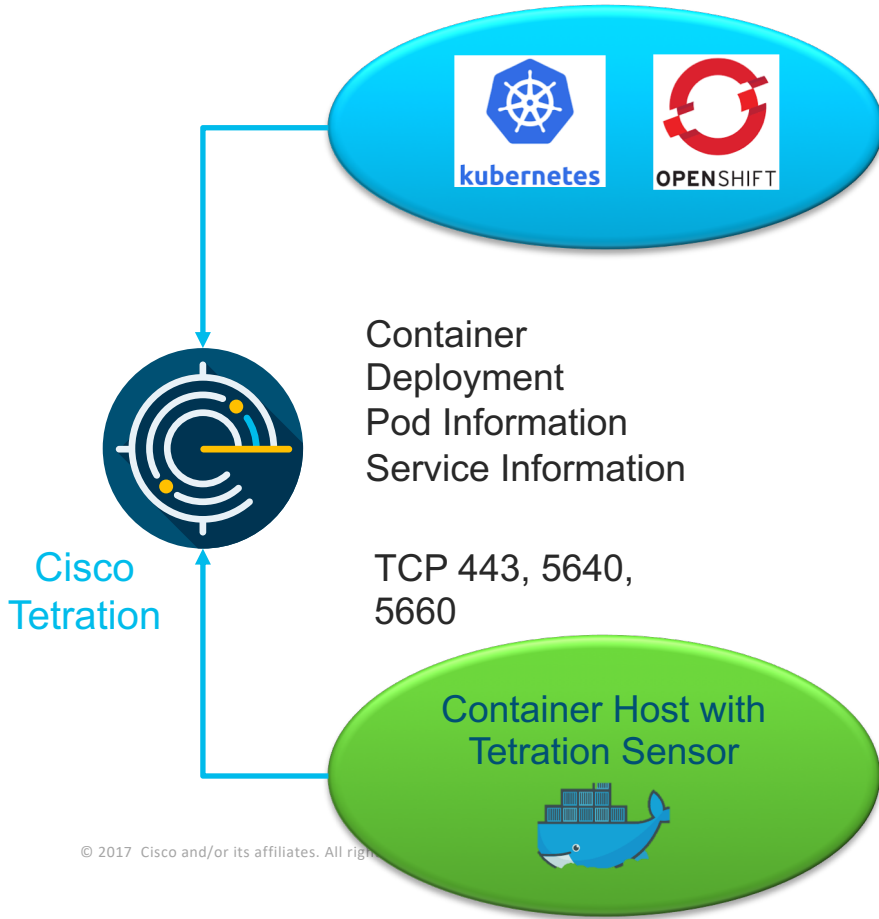 kubernetes
OPENSHIFT
Container
Deployment
Pod Information
Service Information
Cisco
Tetration
TCP 443, 5640,
5660
Container Host with
Tetration Sensor
© 2017 Cisco and/or its affiliates. All